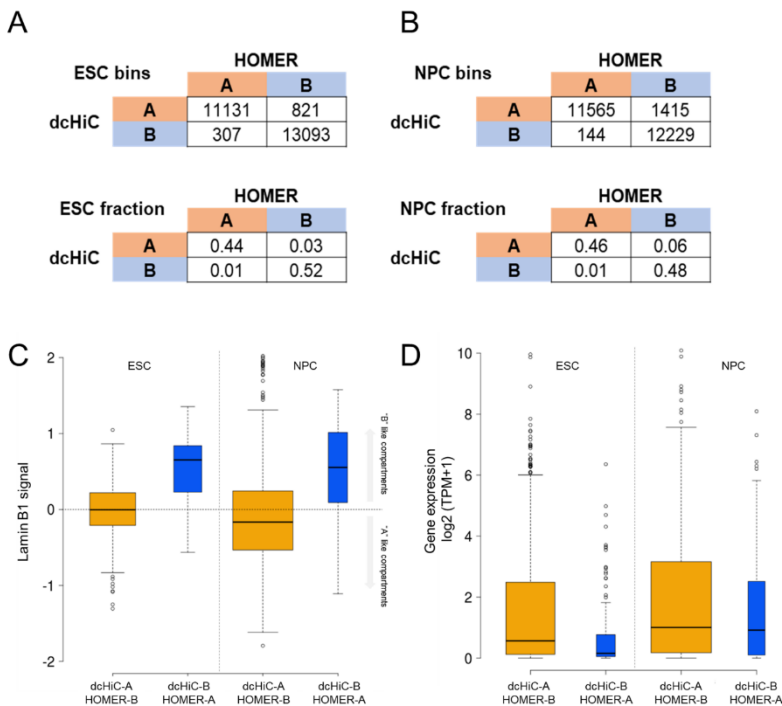 A
HOMER
ESC bins
A B
dcHiC
A 11131 821
B 307 13093
HOMER
ESC fraction
A B
dcHiC
A 0.44 0.03
B 0.01 0.52
B
HOMER
NPC bins
A B
dcHiC
A 11565 1415
B 144 12229
HOMER
NPC fraction
A B
dcHiC
A 0.46 0.06
B 0.01 0.48
C
ESC NPC
Lamin B1 signal
2
1
0
-1
-2
"B" like compartments
"A" like compartments
dcHiC-A dcHiC-B dcHiC-A dcHiC-B
HOMER-B HOMER-A HOMER-B HOMER-A
D
ESC NPC
Gene expression
log2 (TPM+1)
10
8
6
4
2
0
dcHiC-A dcHiC-B dcHiC-A dcHiC-B
HOMER-B HOMER-A HOMER-B HOMER-A